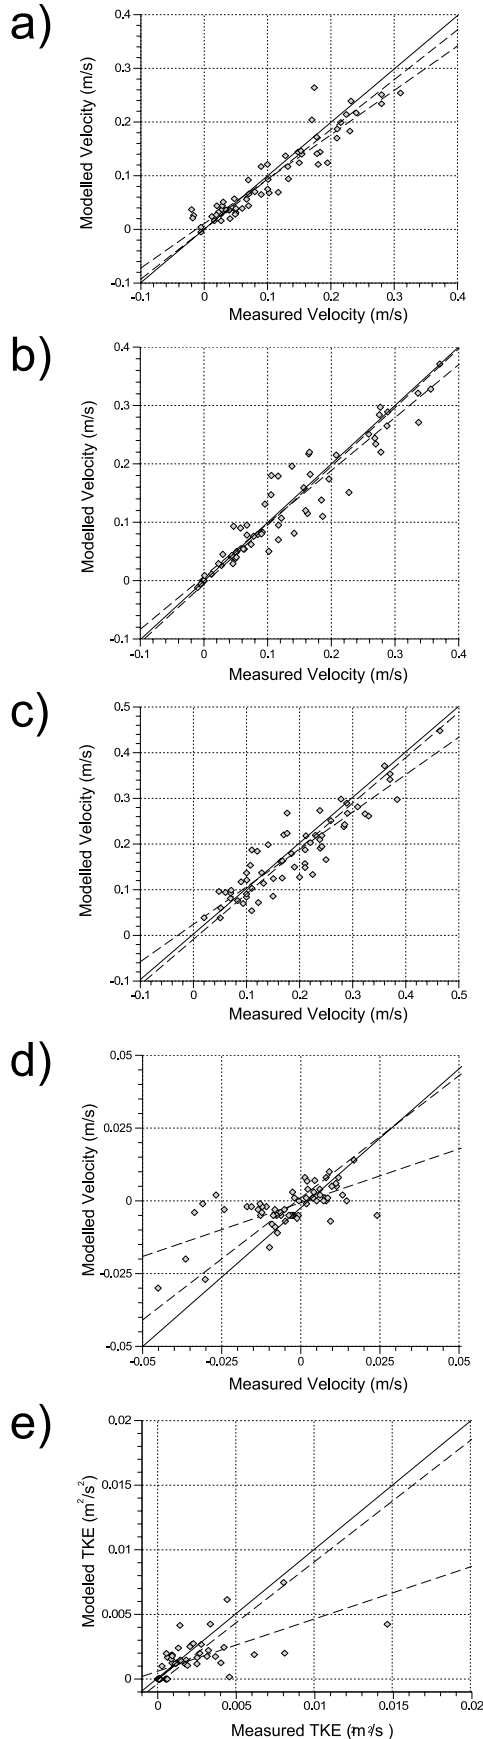 a)
0.4
0.3
0.2
0.1
0
-0.1
-0.1 0 0.1 0.2 0.3 0.4
Modelled Velocity (m/s)
Measured Velocity (m/s)
b)
0.4
0.3
0.2
0.1
0
-0.1
-0.1 0 0.1 0.2 0.3 0.4
Modelled Velocity (m/s)
Measured Velocity (m/s)
c)
0.5
0.4
0.3
0.2
0.1
0
-0.1
-0.1 0 0.1 0.2 0.3 0.4 0.5
Modelled Velocity (m/s)
Measured Velocity (m/s)
d)
0.05
0.025
0
-0.025
-0.05
-0.05 -0.025 0 0.025 0.05
Modelled Velocity (m/s)
Measured Velocity (m/s)
e)
0.02
0.015
0.01
0.005
0
0 0.005 0.01 0.015 0.02
Modeled TKE (m²/s²)
Measured TKE